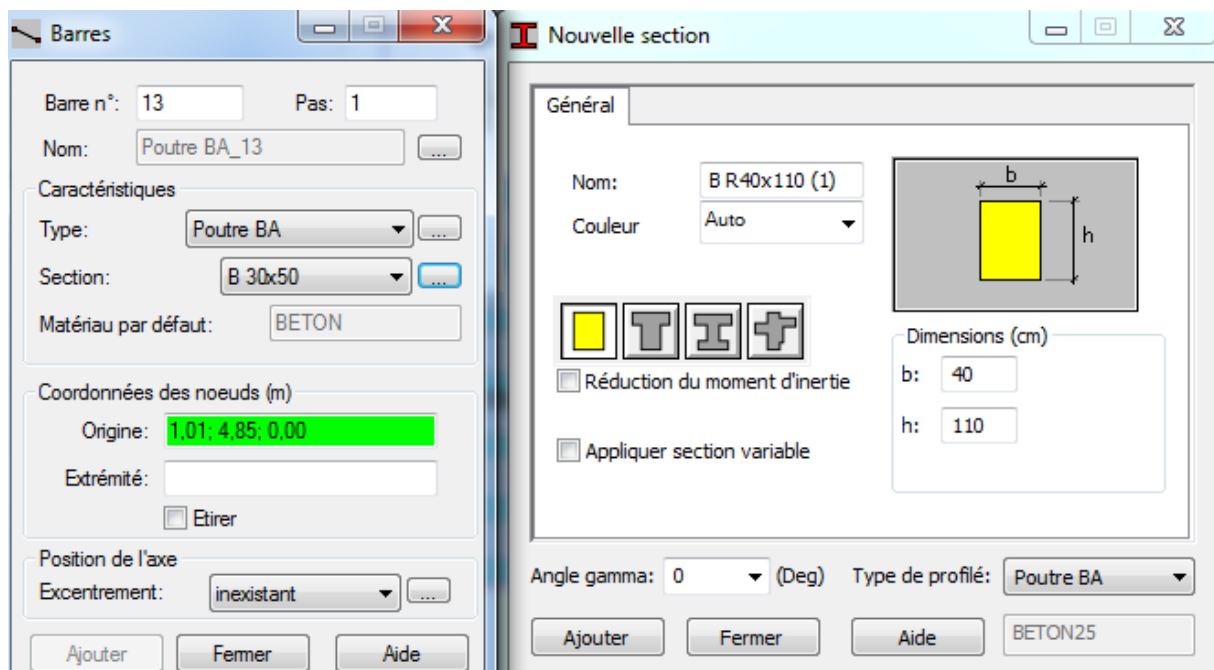 Barres
Barre n°: 13 Pas: 1
Nom: Poutre BA_13 ...
Caractéristiques
Type: Poutre BA ...
Section: B 30x50 ...
Matériau par défaut: BETON
Coordonnées des noeuds (m)
Origine: 1,01; 4,85; 0,00
Extrémité:
Etirer
Position de l'axe
Excentrement: inexistant ...
Ajouter Fermer Aide
Nouvelle section
Général
Nom: B R40x110 (1)
Couleur Auto
b
h
Réduction du moment d'inertie
Appliquer section variable
Dimensions (cm)
b: 40
h: 110
Angle gamma: 0 (Deg) Type de profilé: Poutre BA
Ajouter Fermer Aide BETON25